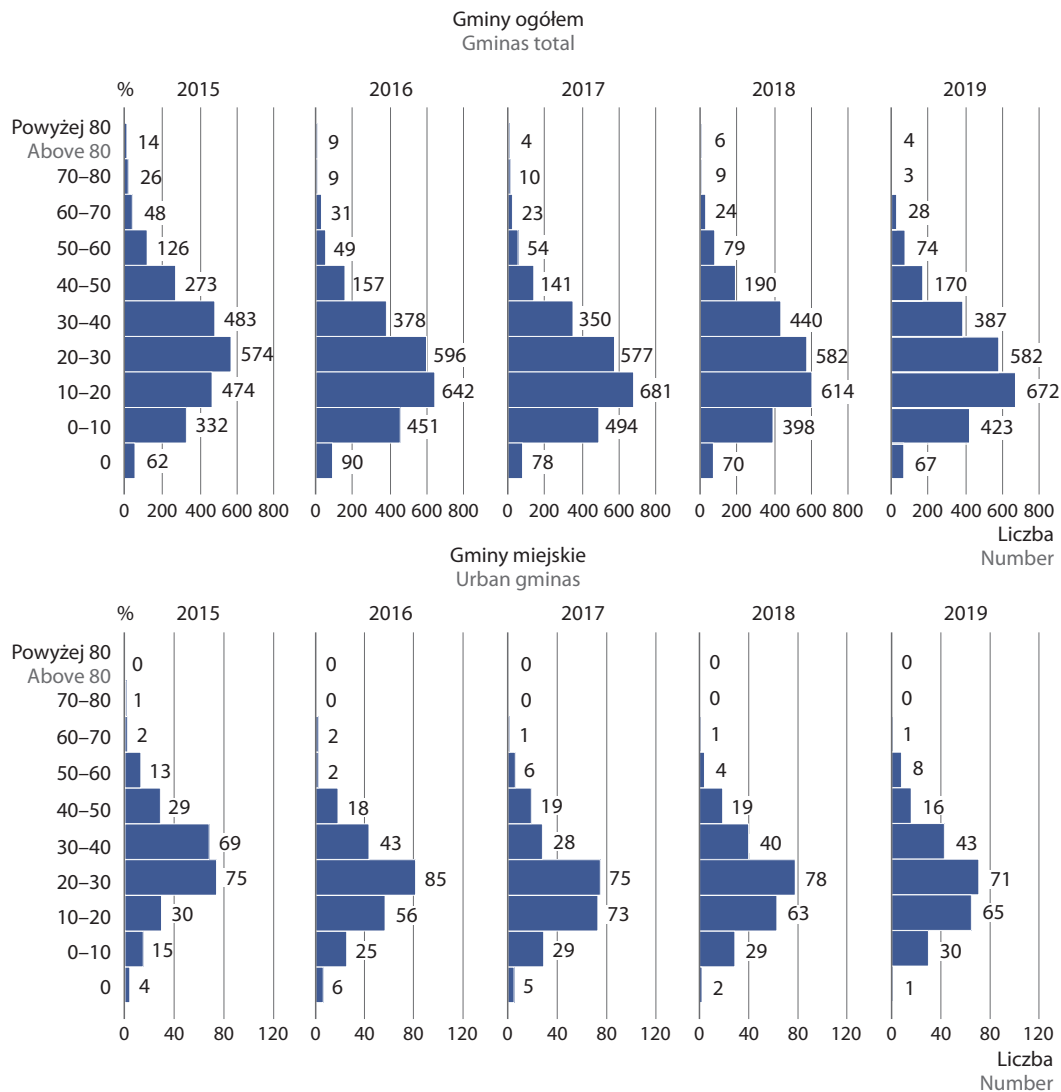 Gminy ogółem
Gminas total
% 2015 2016 2017 2018 2019
Powyżej 80
Above 80
14 9 4 6 4
70–80 26 9 10 9 3
60–70 48 31 23 24 28
50–60 126 49 54 79 74
40–50 273 157 141 190 170
30–40 483 378 350 440 387
20–30 574 596 577 582 582
10–20 474 642 681 614 672
0–10 332 451 494 398 423
0 62 90 78 70 67
0 200 400 600 800 0 200 400 600 800 0 200 400 600 800 0 200 400 600 800 0 200 400 600 800
Liczba
Number
Gminy miejskie
Urban gminas
% 2015 2016 2017 2018 2019
Powyżej 80
Above 80
0 0 0 0 0
70–80 1 0 0 0 0
60–70 2 2 1 1 1
50–60 13 2 6 4 8
40–50 29 18 19 19 16
30–40 69 43 28 40 43
20–30 75 85 75 78 71
10–20 30 56 73 63 65
0–10 15 25 29 29 30
0 4 6 5 2 1
0 40 80 120 0 40 80 120 0 40 80 120 0 40 80 120 0 40 80 120
Liczba
Number